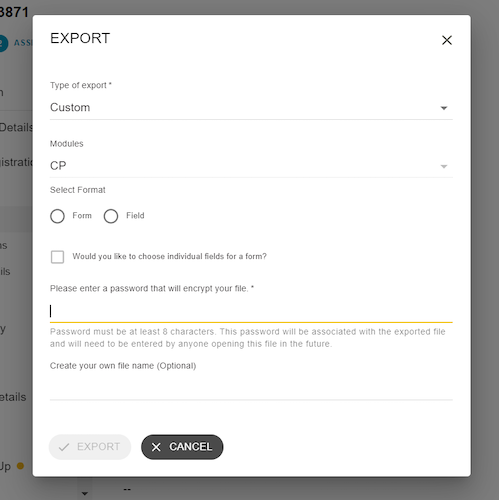 3871
EXPORT
ASSE
Type of export *
Custom
Details
Modules
CP
Select Format
Form
Field
ns
Would you like to choose individual fields for a form?
ils
Please enter a password that will encrypt your file. *
Password must be at least 8 characters. This password will be associated with the exported file
and will need to be entered by anyone opening this file in the future.
Create your own file name (Optional)
etails
EXPORT
CANCEL
Up
--